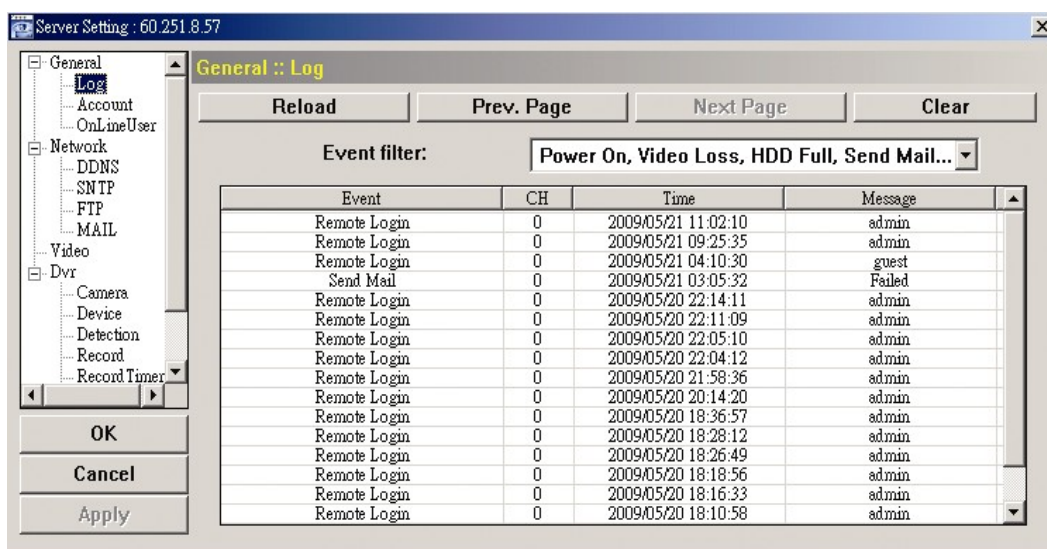 Server Setting : 60.251.8.57
General
Log
Account
OnLineUser
Network
DDNS
SNTP
FTP
MAIL
Video
Dvr
Camera
Device
Detection
Record
Record Timer
OK
Cancel
Apply
General :: Log
Reload Prev. Page Next Page Clear
Event filter: Power On, Video Loss, HDD Full, Send Mail...
Event CH Time Message
Remote Login 0 2009/05/21 11:02:10 admin
Remote Login 0 2009/05/21 09:25:35 admin
Remote Login 0 2009/05/21 04:10:30 guest
Send Mail 0 2009/05/21 03:05:32 Failed
Remote Login 0 2009/05/20 22:14:11 admin
Remote Login 0 2009/05/20 22:11:09 admin
Remote Login 0 2009/05/20 22:05:10 admin
Remote Login 0 2009/05/20 22:04:12 admin
Remote Login 0 2009/05/20 21:58:36 admin
Remote Login 0 2009/05/20 20:14:20 admin
Remote Login 0 2009/05/20 18:36:57 admin
Remote Login 0 2009/05/20 18:28:12 admin
Remote Login 0 2009/05/20 18:26:49 admin
Remote Login 0 2009/05/20 18:18:56 admin
Remote Login 0 2009/05/20 18:16:33 admin
Remote Login 0 2009/05/20 18:10:58 admin